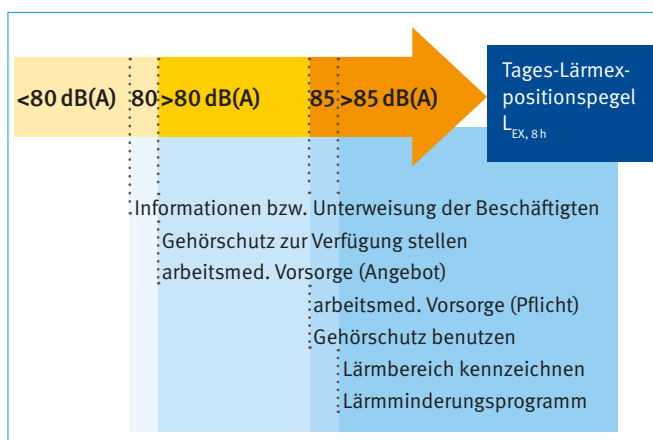 <80 dB(A) 80 >80 dB(A) 85 >85 dB(A)
Tages-Lärmex-
positionspegel
L EX, 8 h
Informationen bzw. Unterweisung der Beschäftigten
Gehörschutz zur Verfügung stellen
arbeitsmed. Vorsorge (Angebot)
arbeitsmed. Vorsorge (Pflicht)
Gehörschutz benutzen
Lärmbereich kennzeichnen
Lärmminderungsprogramm